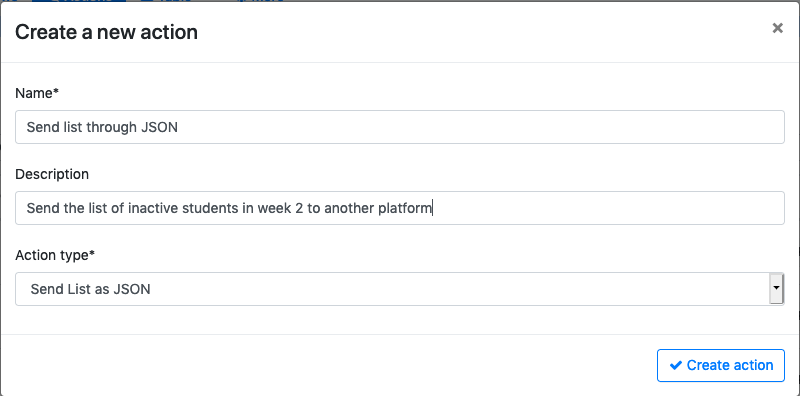 Create a new action
×
Name*
Send list through JSON
Description
Send the list of inactive students in week 2 to another platform
Action type*
Send List as JSON
Create action